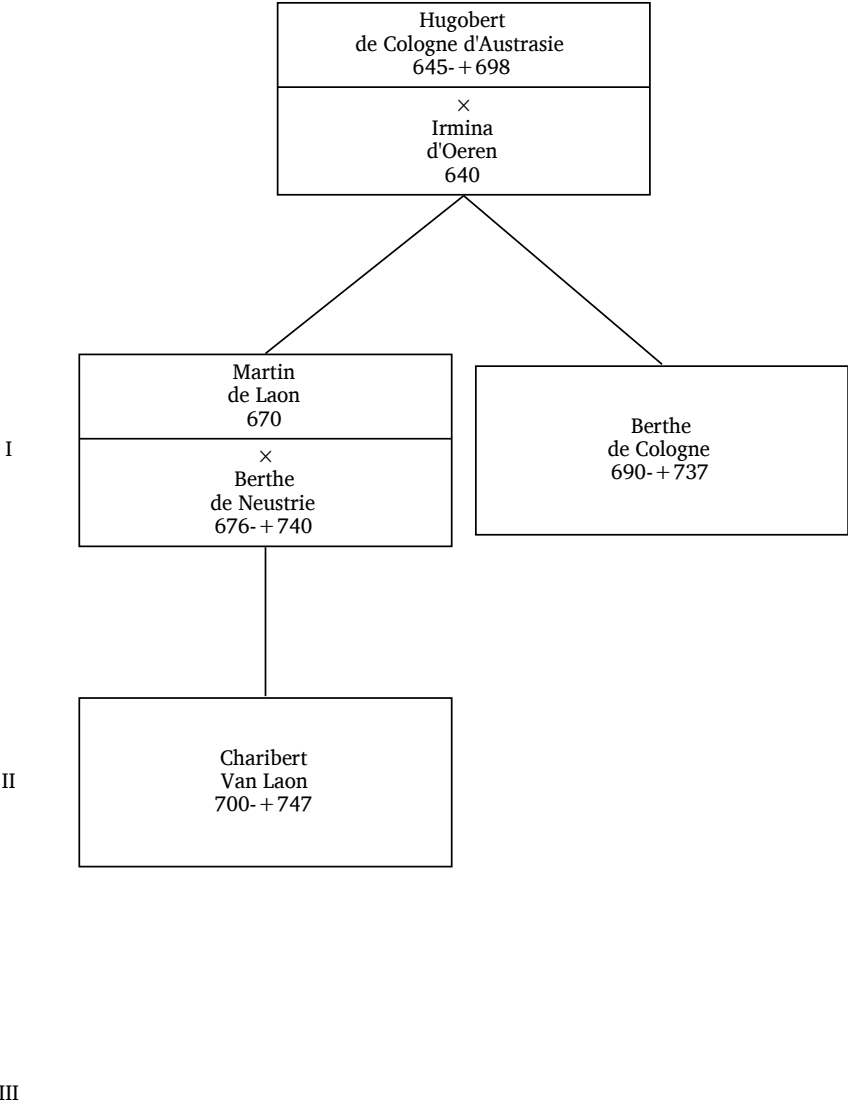 Hugobert
de Cologne d'Austrasie
645-+698
×
Irmina
d'Oeren
640
Martin
de Laon
670
×
Berthe
de Neustrie
676-+740
Berthe
de Cologne
690-+737
I
Charibert
Van Laon
700-+747
II
III